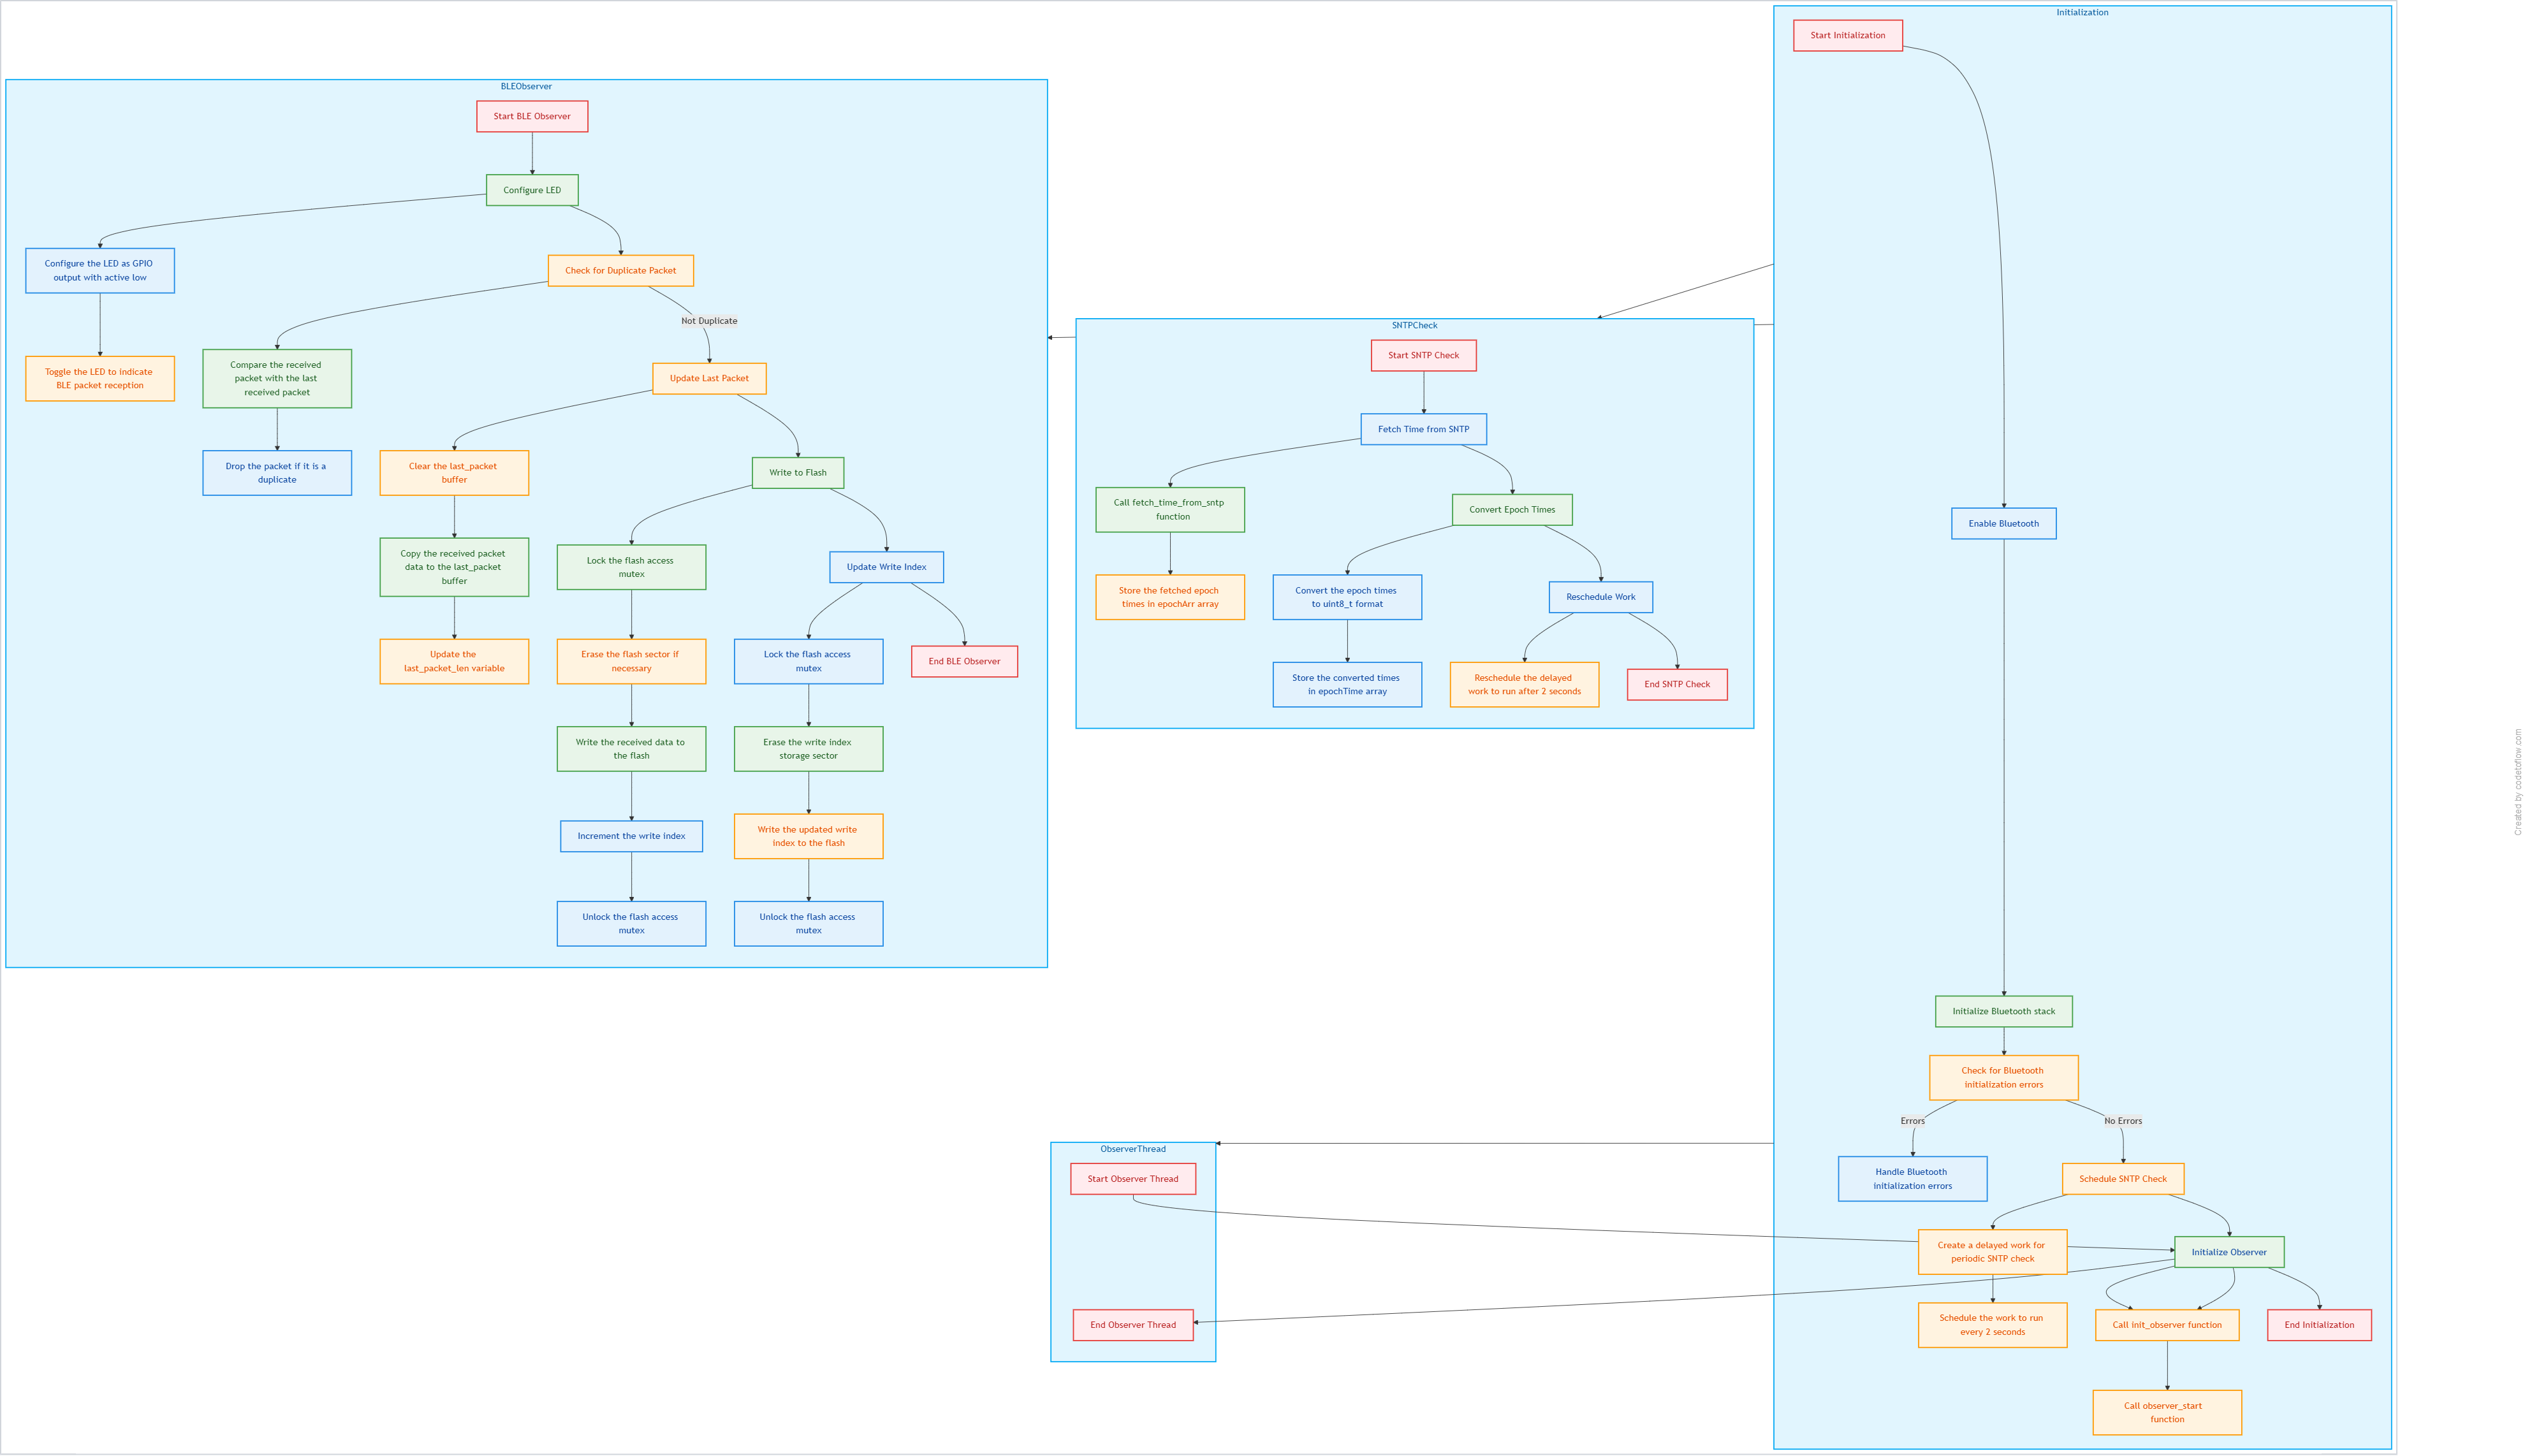 Initialization
Start Initialization
BLEObserver
Start BLE Observer
Configure LED
Configure the LED as GPIO
output with active low
Check for Duplicate Packet
Not Duplicate
Toggle the LED to indicate
BLE packet reception
Compare the received
packet with the last
received packet
Update Last Packet
Drop the packet if it is a
duplicate
Clear the last_packet
buffer
Write to Flash
Copy the received packet
data to the last_packet
buffer
Lock the flash access
mutex
Update Write Index
Update the
last_packet_len variable
Erase the flash sector if
necessary
Lock the flash access
mutex
End BLE Observer
Write the received data to
the flash
Erase the write index
storage sector
Increment the write index
Write the updated write
index to the flash
Unlock the flash access
mutex
Unlock the flash access
mutex
SNTPCheck
Start SNTP Check
Fetch Time from SNTP
Call fetch_time_from_sntp
function
Convert Epoch Times
Store the fetched epoch
times in epochArr array
Convert the epoch times
to uint8_t format
Reschedule Work
Store the converted times
in epochTime array
Reschedule the delayed
work to run after 2 seconds
End SNTP Check
Enable Bluetooth
Initialize Bluetooth stack
Check for Bluetooth
initialization errors
Errors
No Errors
Handle Bluetooth
initialization errors
Schedule SNTP Check
Create a delayed work for
periodic SNTP check
Initialize Observer
Schedule the work to run
every 2 seconds
Call init_observer function
End Initialization
Call observer_start
function
ObserverThread
Start Observer Thread
End Observer Thread
Created by codetoflow.com